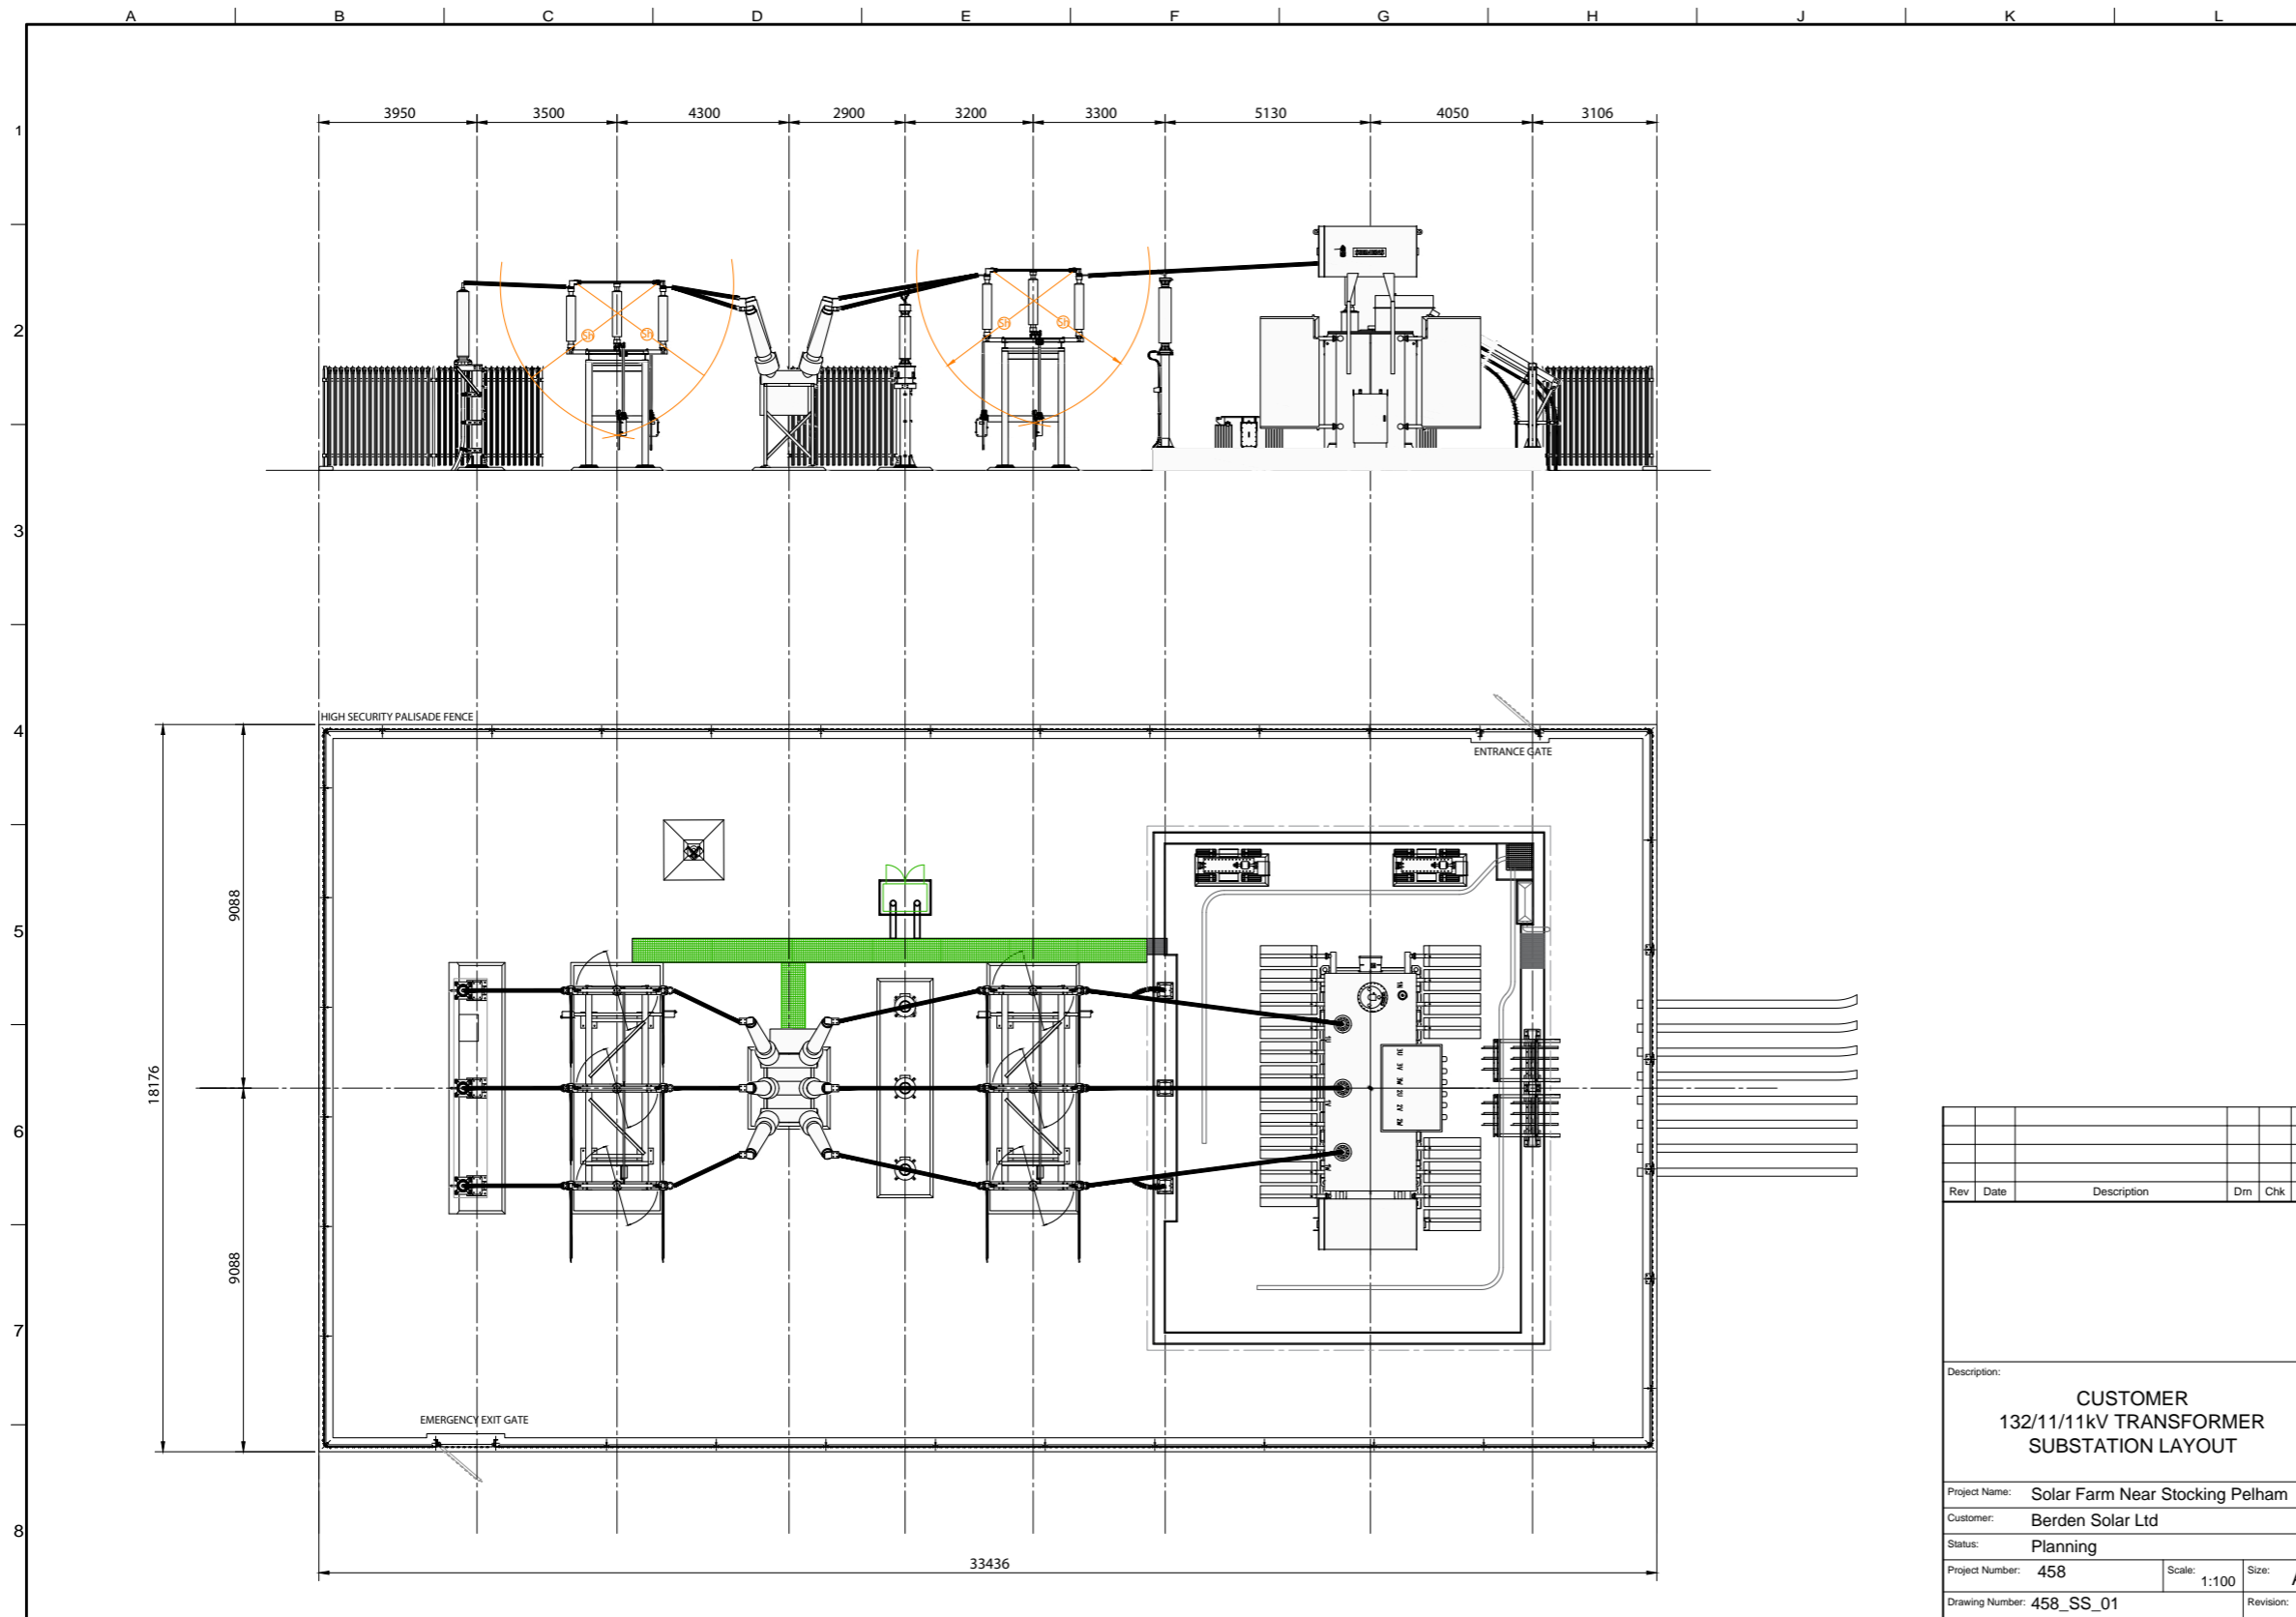 A B C D E F G H J K L
3950 3500 4300 2900 3200 3300 5130 4050 3106
1
2
3
4
5
6
7
8
HIGH SECURITY PALISADE FENCE
ENTRANCE GATE
9088
18176
9088
EMERGENCY EXIT GATE
33436
Rev Date Description Drn Chk
Description:
CUSTOMER
132/11/11kV TRANSFORMER
SUBSTATION LAYOUT
Project Name: Solar Farm Near Stocking Pelham
Customer: Berden Solar Ltd
Status: Planning
Project Number: 458 Scale: 1:100 Size:
Drawing Number: 458_SS_01 Revision: